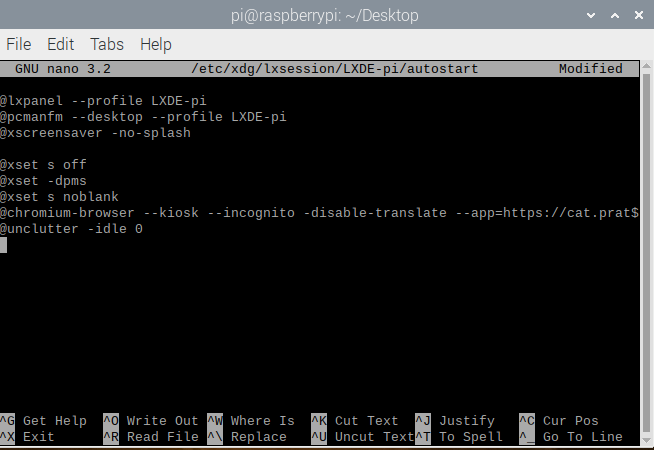 pi@raspberrypi: ~/Desktop
File Edit Tabs Help
GNU nano 3.2 /etc/xdg/lxsession/LXDE-pi/autostart Modified
@lxpanel --profile LXDE-pi
@pcmanfm --desktop --profile LXDE-pi
@xscreensaver -no-splash
@xset s off
@xset -dpms
@xset s noblank
@chromium-browser --kiosk --incognito -disable-translate --app=https://cat.prat$
@unclutter -idle 0
^G Get Help ^O Write Out ^W Where Is ^K Cut Text ^J Justify ^C Cur Pos
^X Exit ^R Read File ^\ Replace ^U Uncut Text^T To Spell ^_ Go To Line